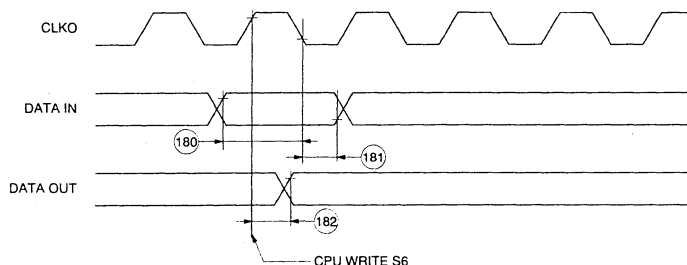 CLKO
DATA IN
180
181
DATA OUT
182
CPU WRITE S6